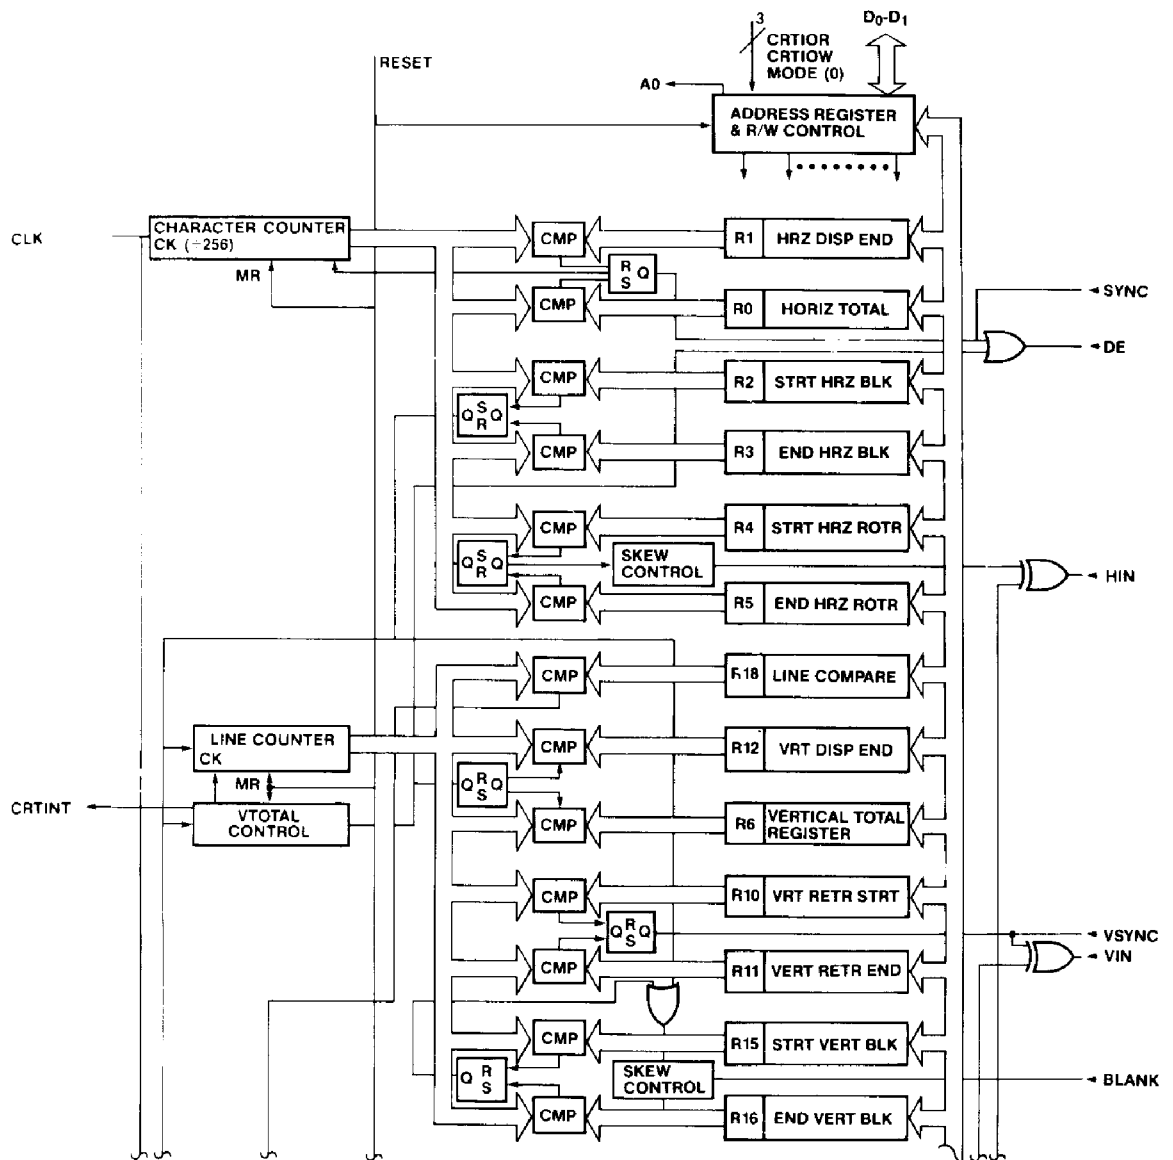 3
D0-D1
CRTIOR
CRTIOW
MODE (0)
RESET
A0
ADDRESS REGISTER
& R/W CONTROL
CLK
CHARACTER COUNTER
CK (÷256)
MR
CMP
R1
HRZ DISP END
R
S Q
CMP
R0
HORIZ TOTAL
SYNC
DE
CMP
R2
STRT HRZ BLK
Q S Q
R
CMP
R3
END HRZ BLK
CMP
R4
STRT HRZ ROTR
Q S Q
R
SKEW
CONTROL
HIN
CMP
R5
END HRZ ROTR
CMP
R18
LINE COMPARE
LINE COUNTER
CK
CMP
R12
VRT DISP END
MR
Q R Q
S
CRTINT
VTOTAL
CONTROL
CMP
R6
VERTICAL TOTAL
REGISTER
CMP
R10
VRT RETR STRT
Q R Q
S
VSYNC
VIN
CMP
R11
VERT RETR END
CMP
R15
STRT VERT BLK
Q R
S
SKEW
CONTROL
BLANK
CMP
R16
END VERT BLK